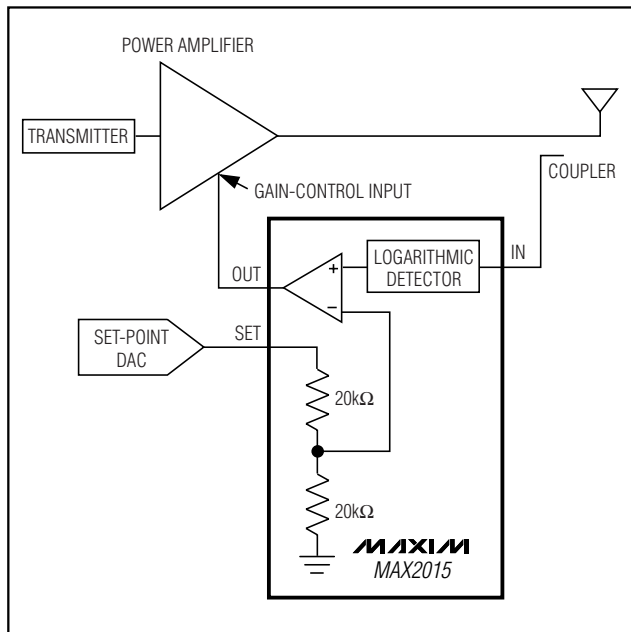 POWER AMPLIFIER
TRANSMITTER
GAIN-CONTROL INPUT
COUPLER
OUT
+
−
LOGARITHMIC
DETECTOR
IN
SET-POINT
DAC
SET
20kΩ
20kΩ
MAXIM
MAX2015